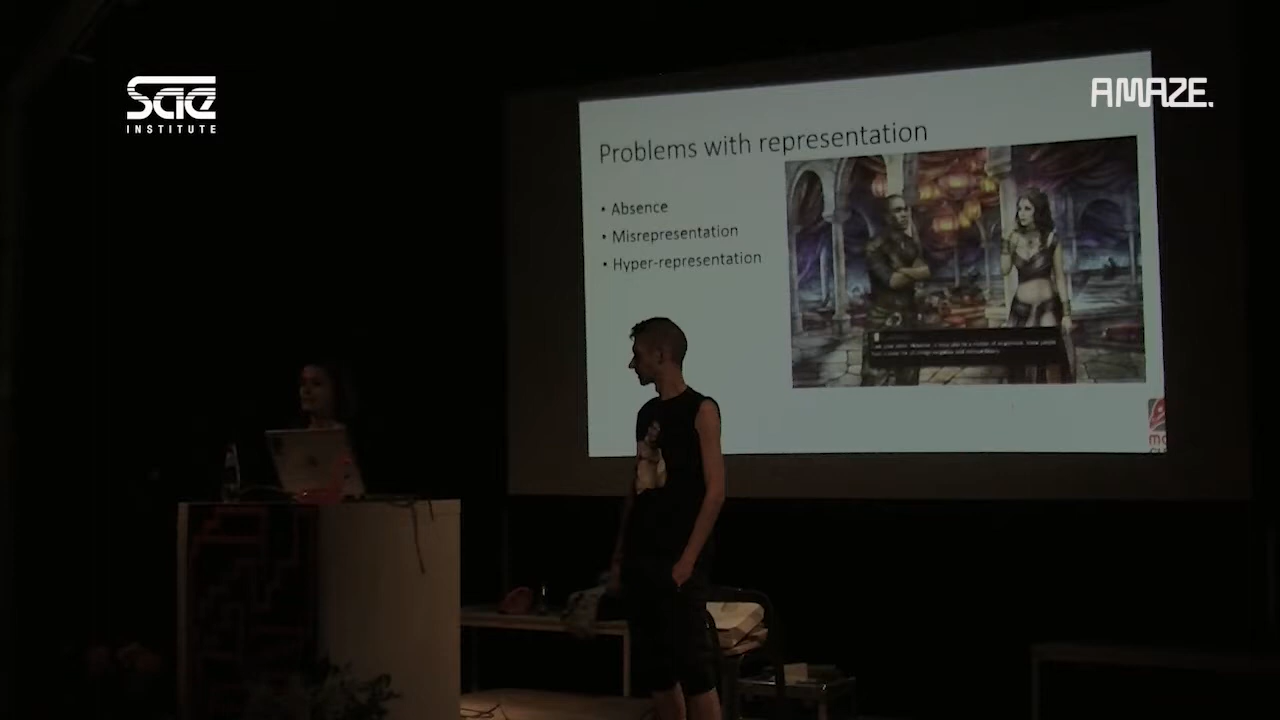 Sae
INSTITUTE
AMAZE.
Problems with representation
• Absence
• Misrepresentation
• Hyper-representation